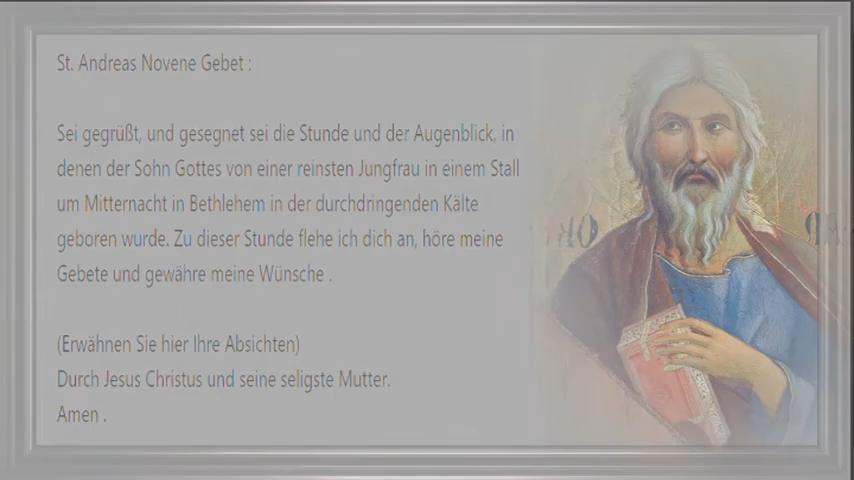 St. Andreas Novene Gebet :
Sei gegrüßt, und gesegnet sei die Stunde und der Augenblick, in
denen der Sohn Gottes von einer reinsten Jungfrau in einem Stall
um Mitternacht in Bethlehem in der durchdringenden Kälte
geboren wurde. Zu dieser Stunde flehe ich dich an, höre meine
Gebete und gewähre meine Wünsche .
(Erwähnen Sie hier Ihre Absichten)
Durch Jesus Christus und seine seligste Mutter.
Amen .